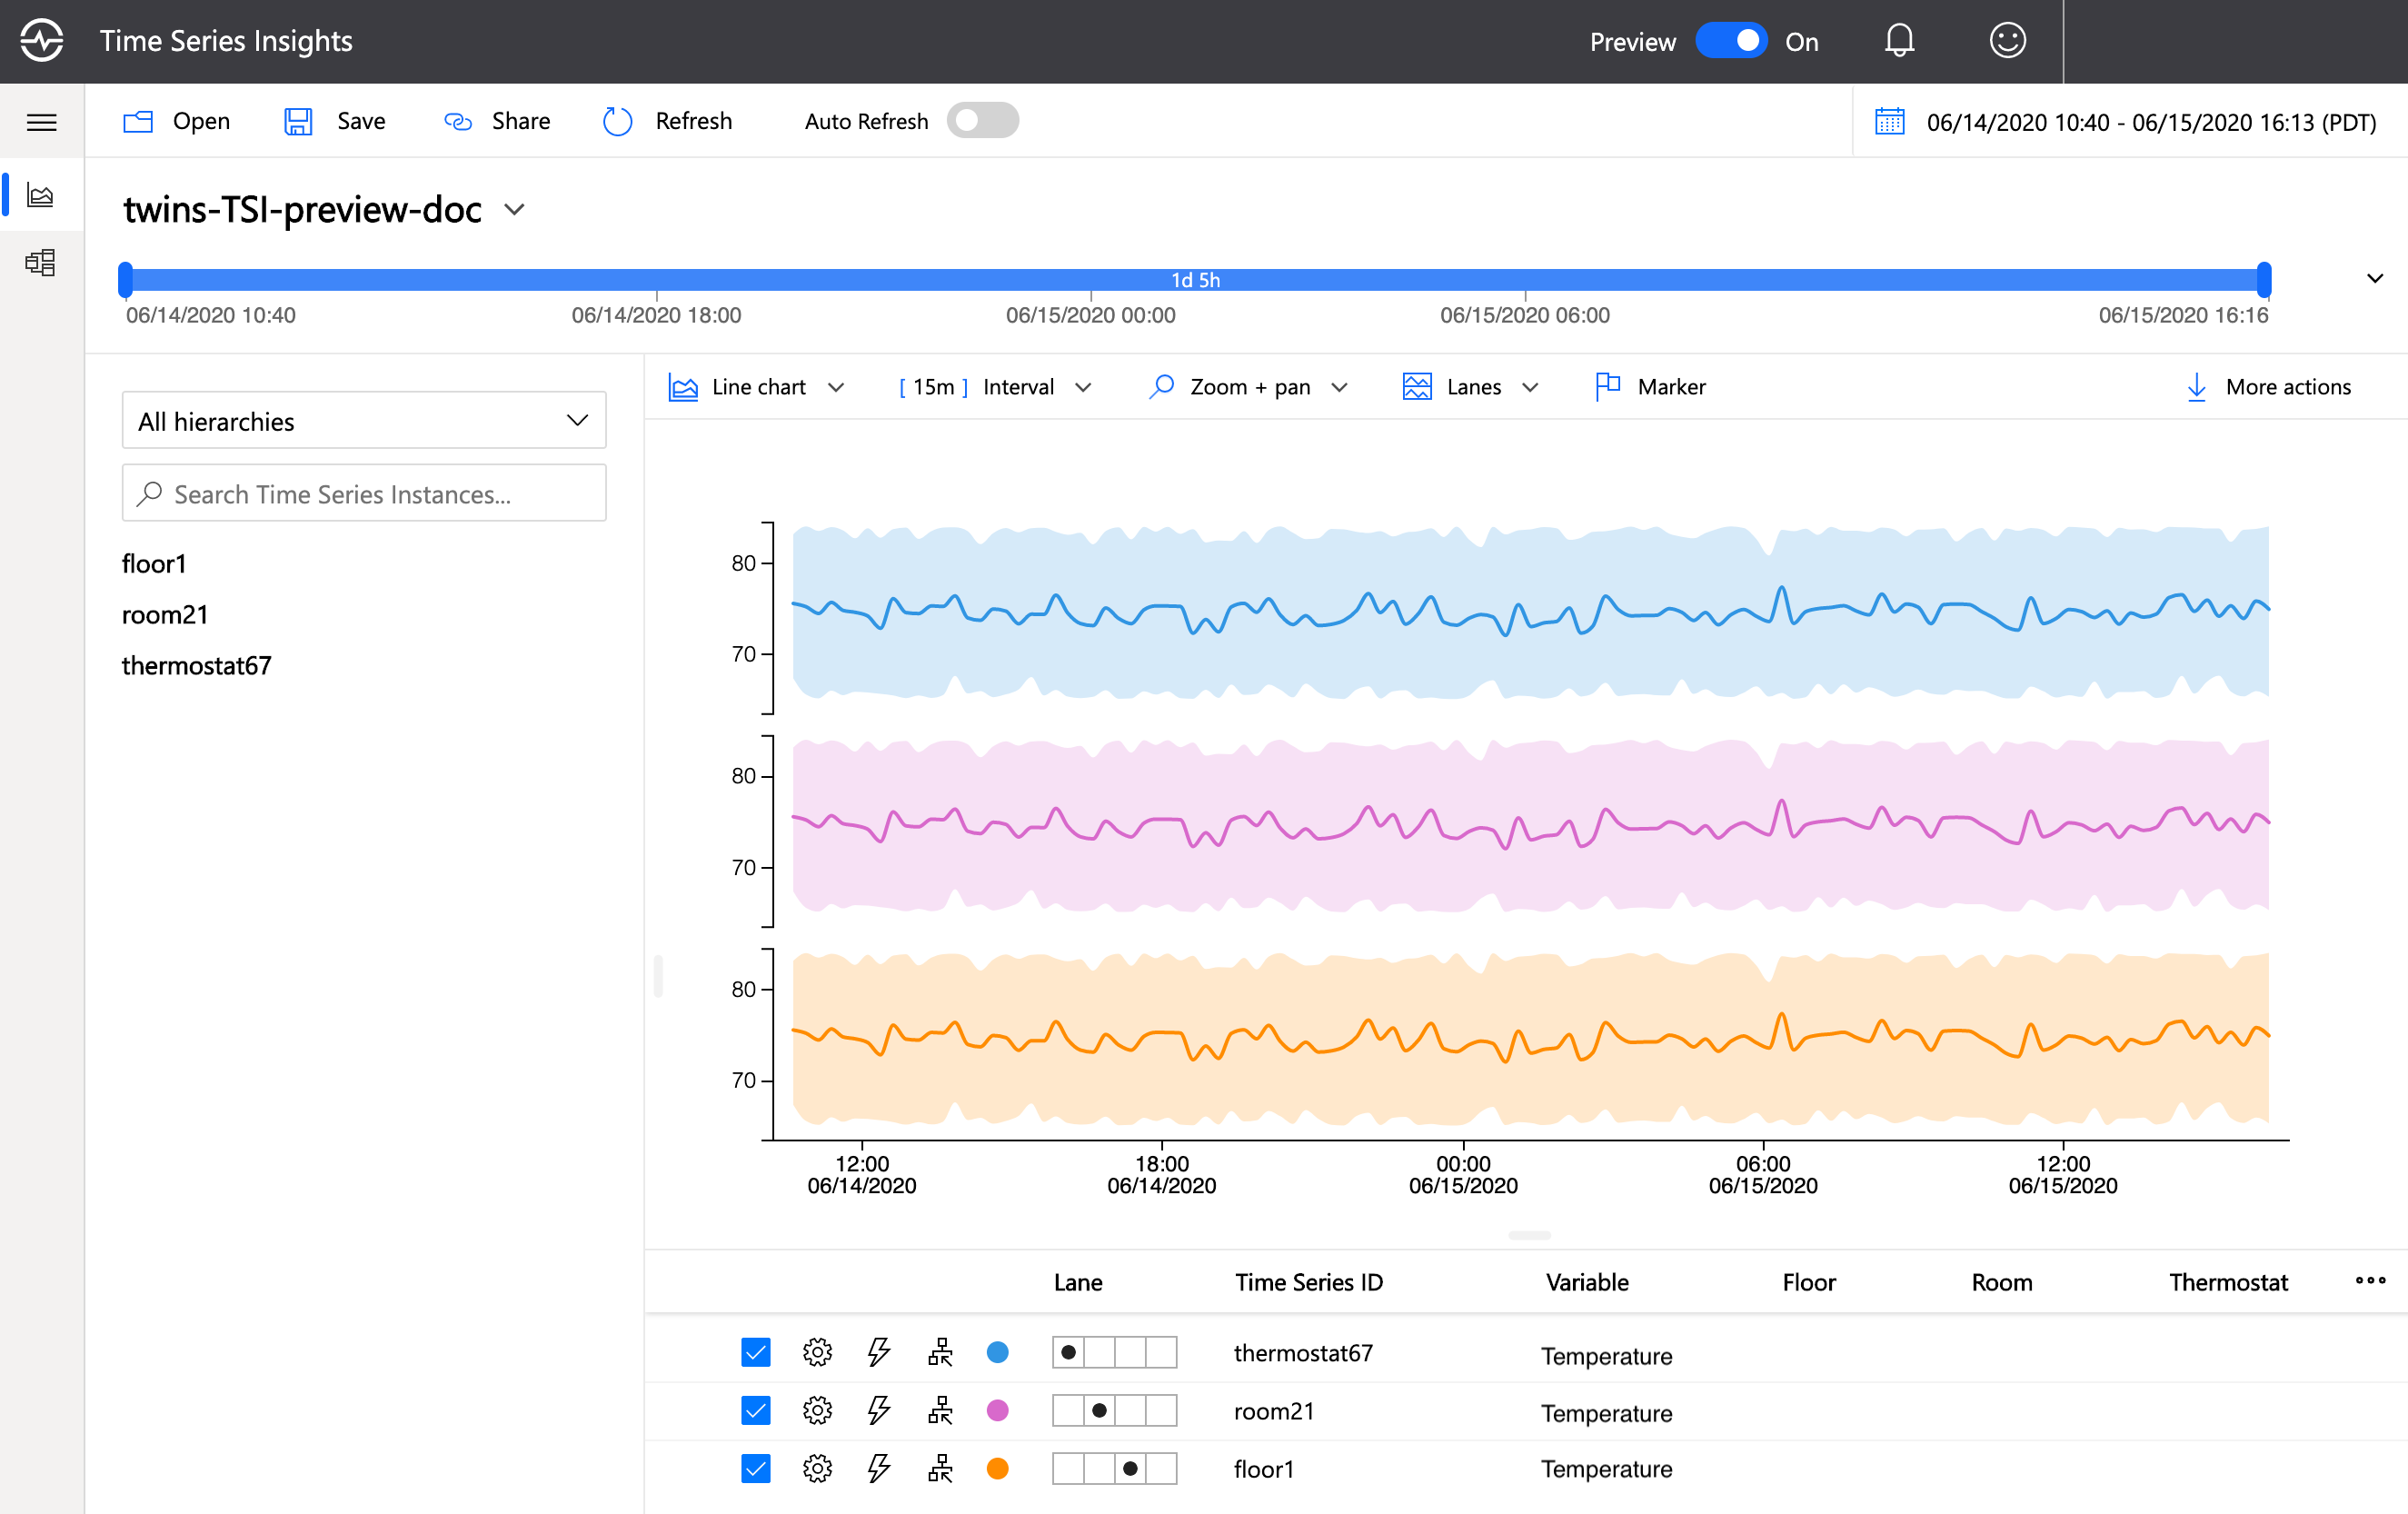 Time Series Insights
Preview On
Open Save Share Refresh Auto Refresh
06/14/2020 10:40 - 06/15/2020 16:13 (PDT)
twins-TSI-preview-doc
1d 5h
06/14/2020 10:40 06/14/2020 18:00 06/15/2020 00:00 06/15/2020 06:00 06/15/2020 16:16
All hierarchies
Search Time Series Instances...
floor1
room21
thermostat67
Line chart [ 15m ] Interval Zoom + pan Lanes Marker More actions
80
70
80
70
80
70
12:00 18:00 00:00 06:00 12:00
06/14/2020 06/14/2020 06/15/2020 06/15/2020 06/15/2020
Lane Time Series ID Variable Floor Room Thermostat
thermostat67 Temperature
room21 Temperature
floor1 Temperature